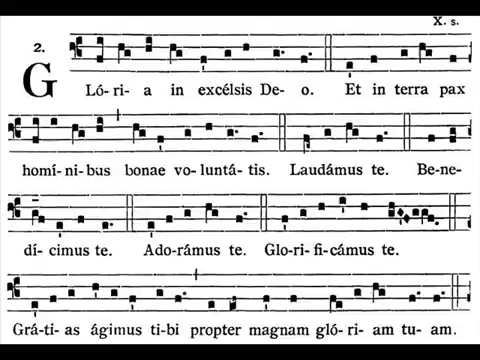 X. s.
2.
GLó-ri- a in excélsis De- o. Et in terra pax
homí-ni-bus bonae vo-luntá-tis. Laudámus te. Bene-
dí-cimus te. Ado-rámus te. Glo-ri-fi-cámus te.
Grá-ti-as ágimus ti-bi propter magnam gló-ri-am tu-am.